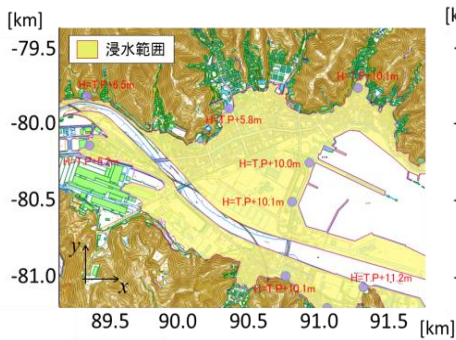 [km]
[k
-79.5
浸水範囲
H=T.P+6.5m
H=T.P+10.1m
H=T.P+5.8m
-80.0
H=T.P+10.0m
-80.5
H=T.P+10.1m
y
x
H=T.P+11.2m
-81.0
H=T.P+10.1m
89.5 90.0 90.5 91.0 91.5 [km]